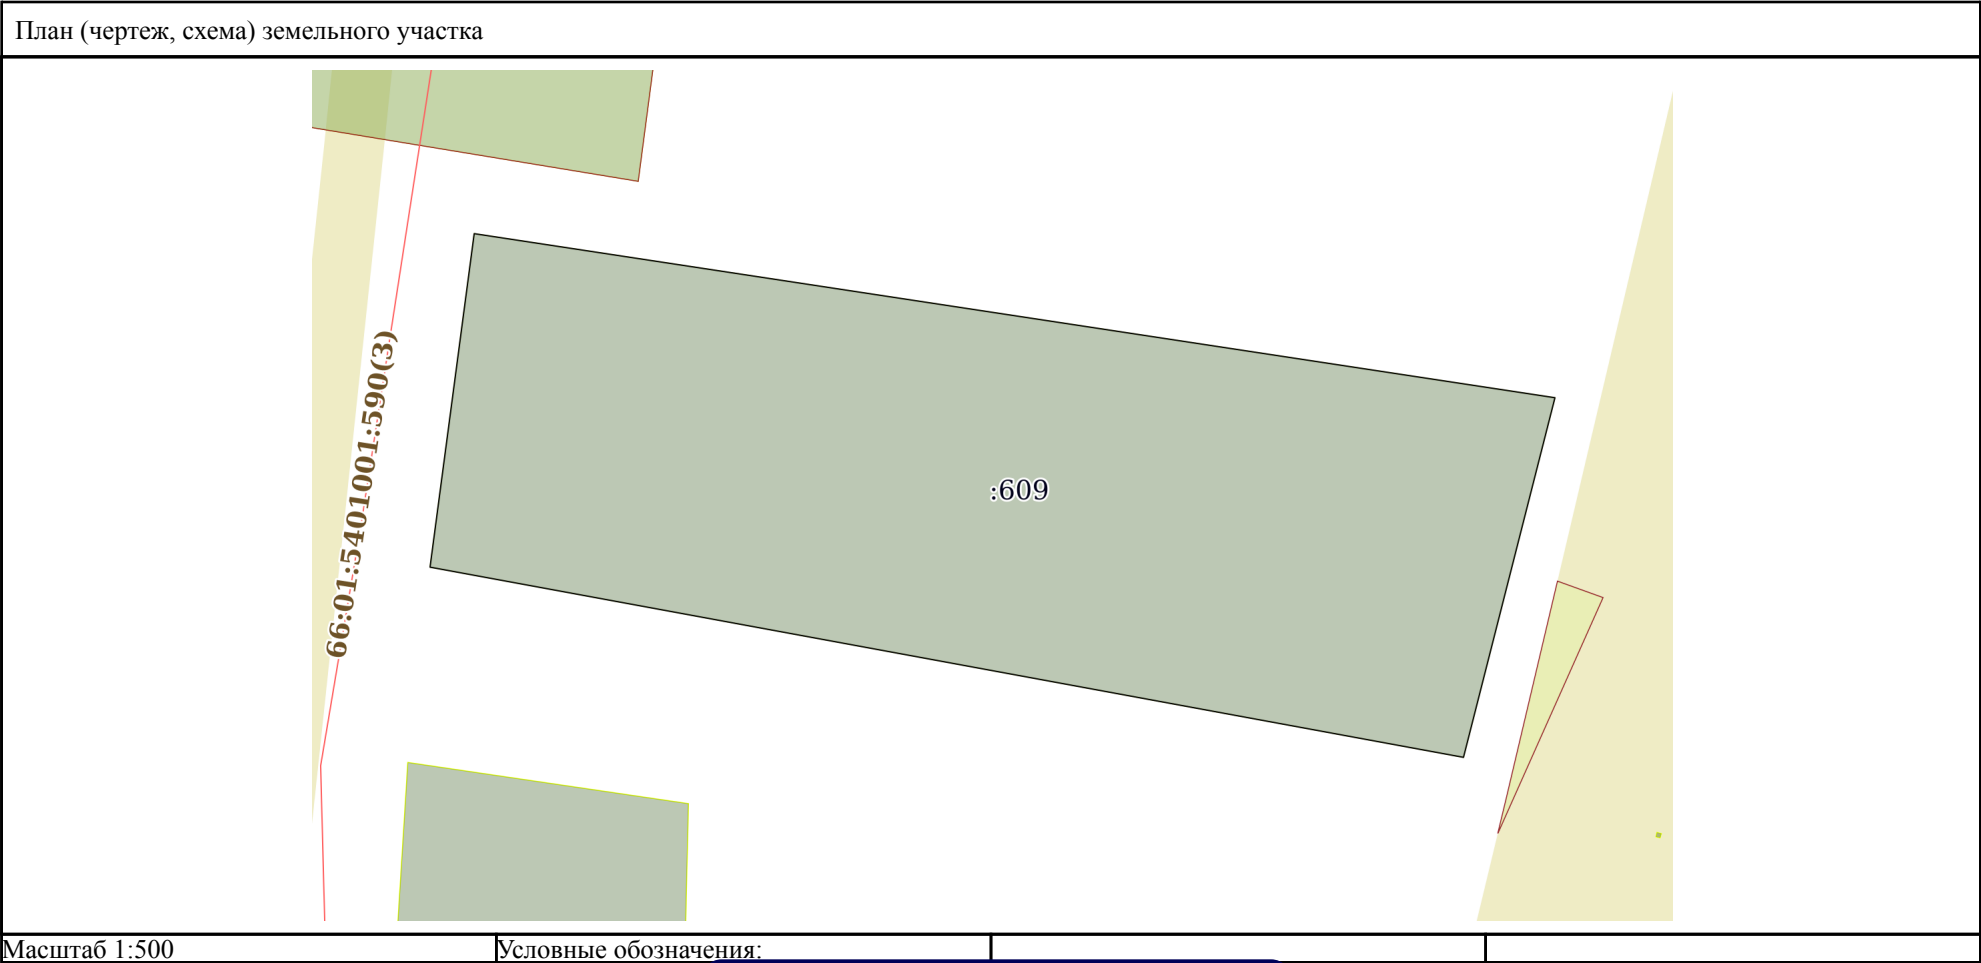 План (чертеж, схема) земельного участка
66:01:5401001:590(3)
:609
Масштаб 1:500
Условные обозначения: